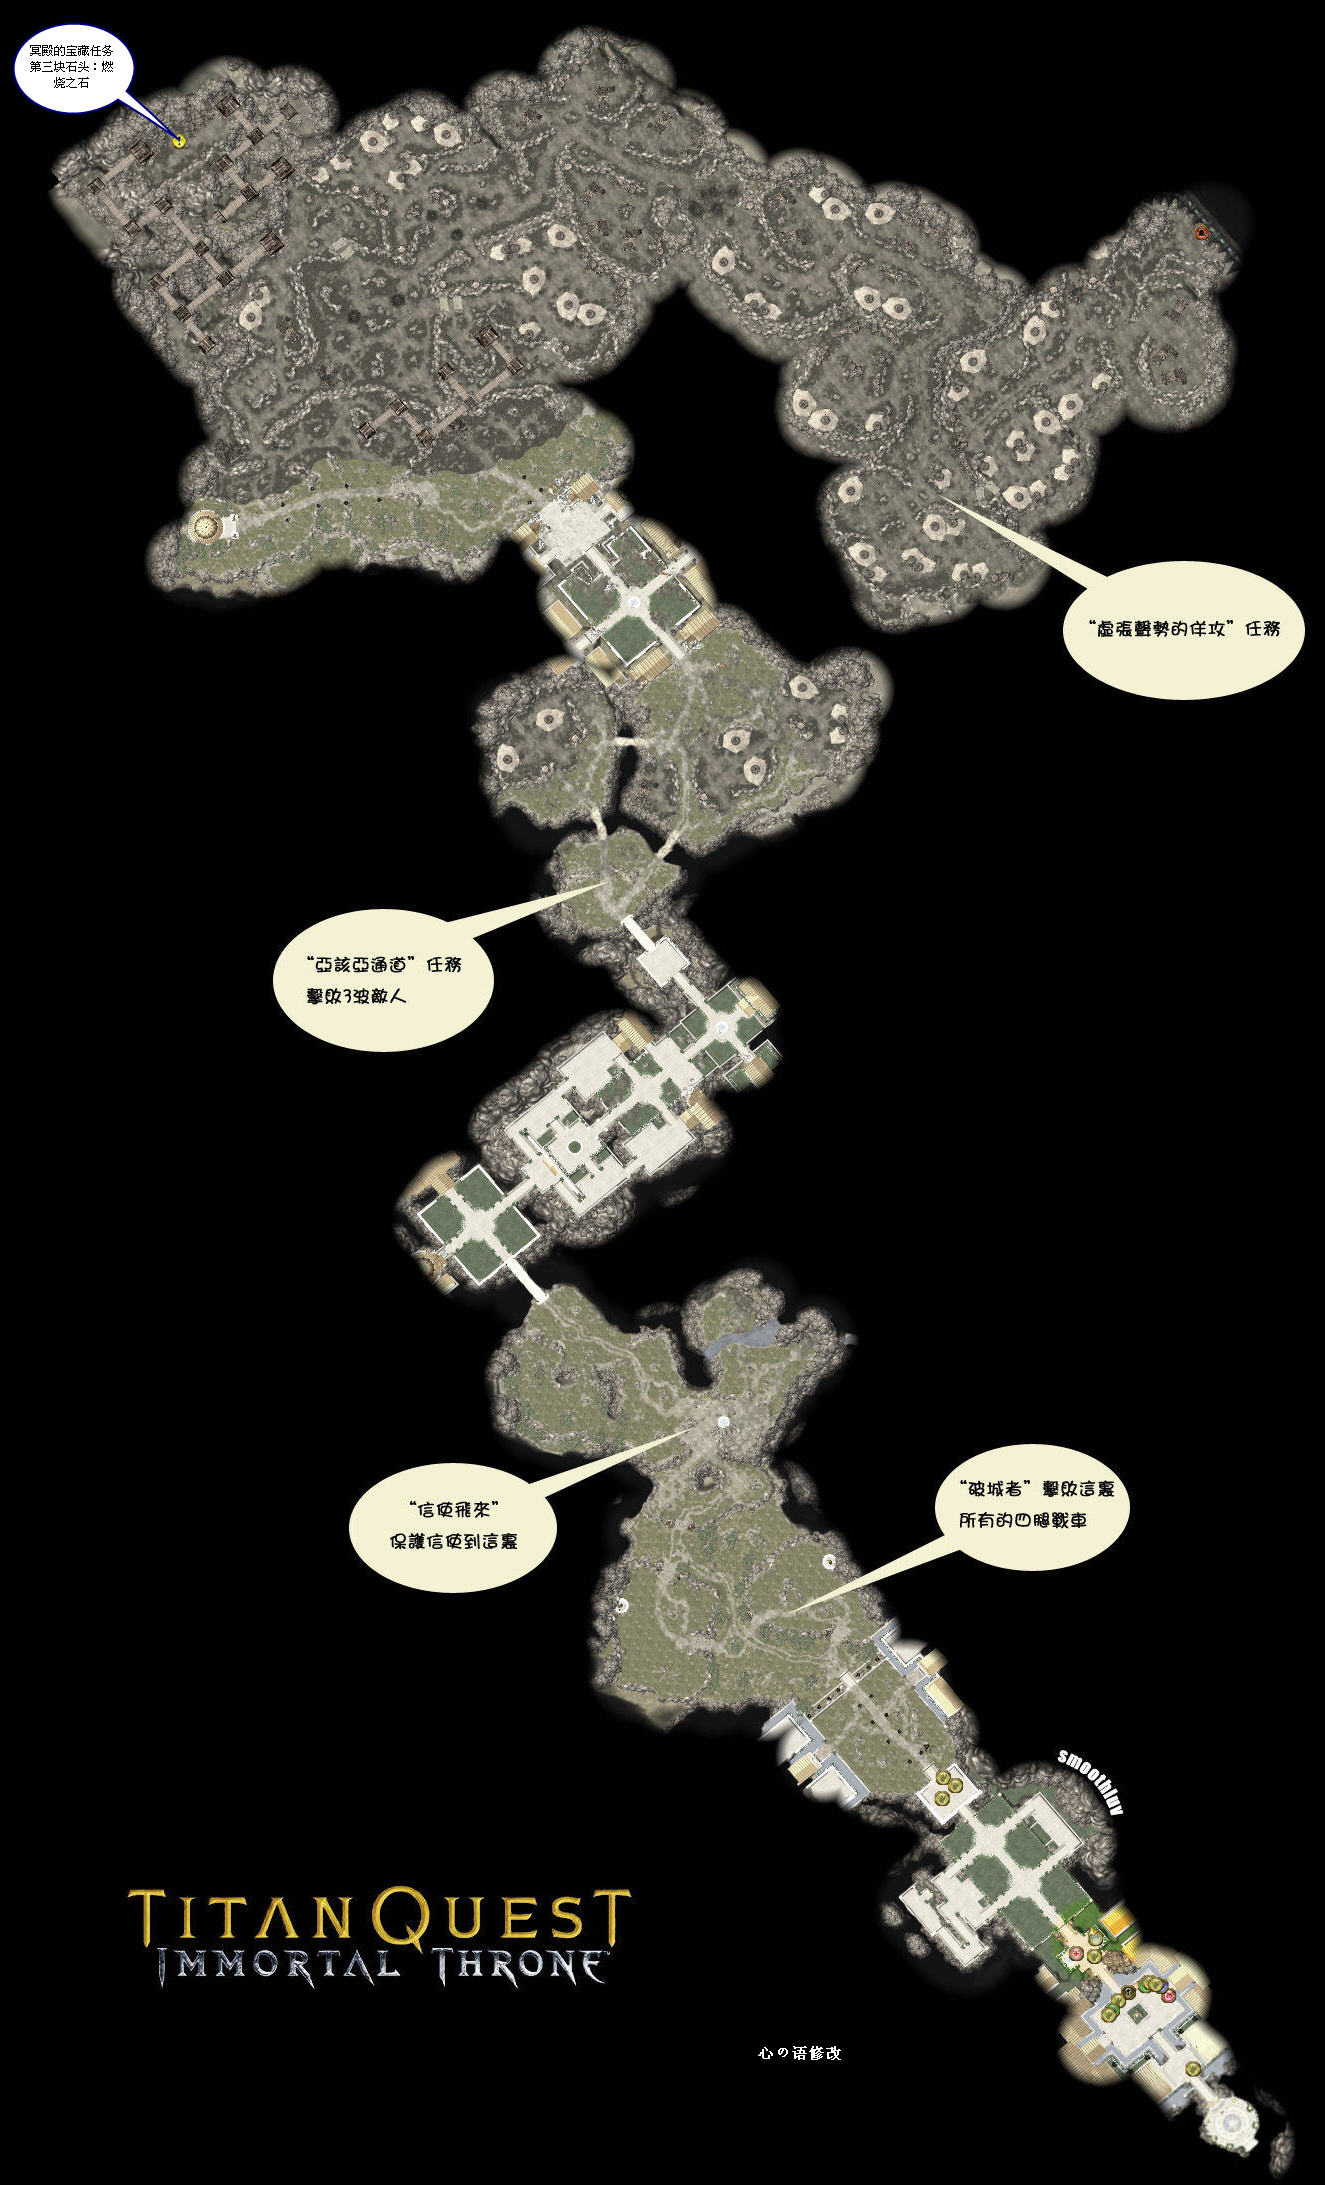 冥殿的宝藏任务
第三块石头：燃
烧之石
“虛張聲勢的佯攻”任務
“亞該亞通道”任務
擊敗3波敵人
“信使飛來”
保護信使到這裏
“破城者”擊敗這裏
所有的四腿戰車
smoothluv
TITAN QUEST
IMMORTAL THRONE
心の语修改